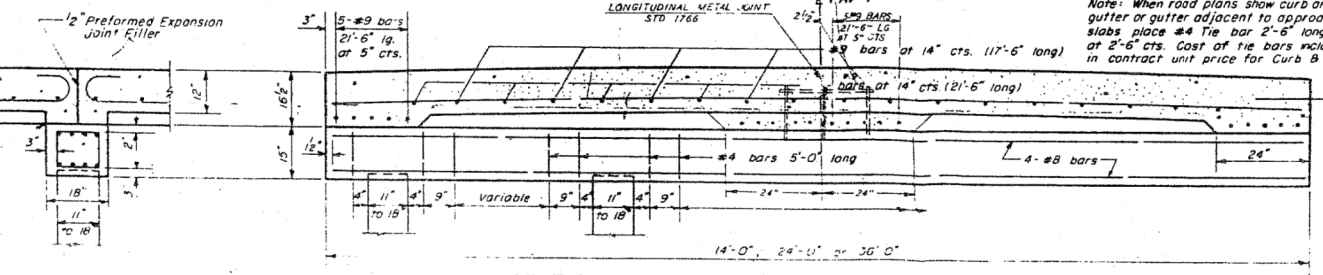 1/2" Preformed Expansion
Joint Filler
3"
5-#9 bars
21'-6" lg.
at 5" cts.
LONGITUDINAL METAL JOINT
STD 1766
2 1/2"
5#9 BARS
21'-6" LG
AT 5" CTS
#9 bars at 14" cts. (17'-6" long)
bars at 14" cts. (21'-6" long)
Note: When road plans show curb or
gutter or gutter adjacent to approa
slabs place #4 Tie bar 2'-6" long
at 2'-6" cts. Cost of tie bars inclu
in contract unit price for Curb B
12"
16 1/2"
15"
1/2"
3"
2"
3"
18"
11"
to 18"
#4 bars 5'-0" long
4-#8 bars
24"
24"
24"
4"
11"
4"
9"
variable
9"
4"
11"
4"
9"
to 18"
to 18"
14'-0", 24'-0" or 36'-0"